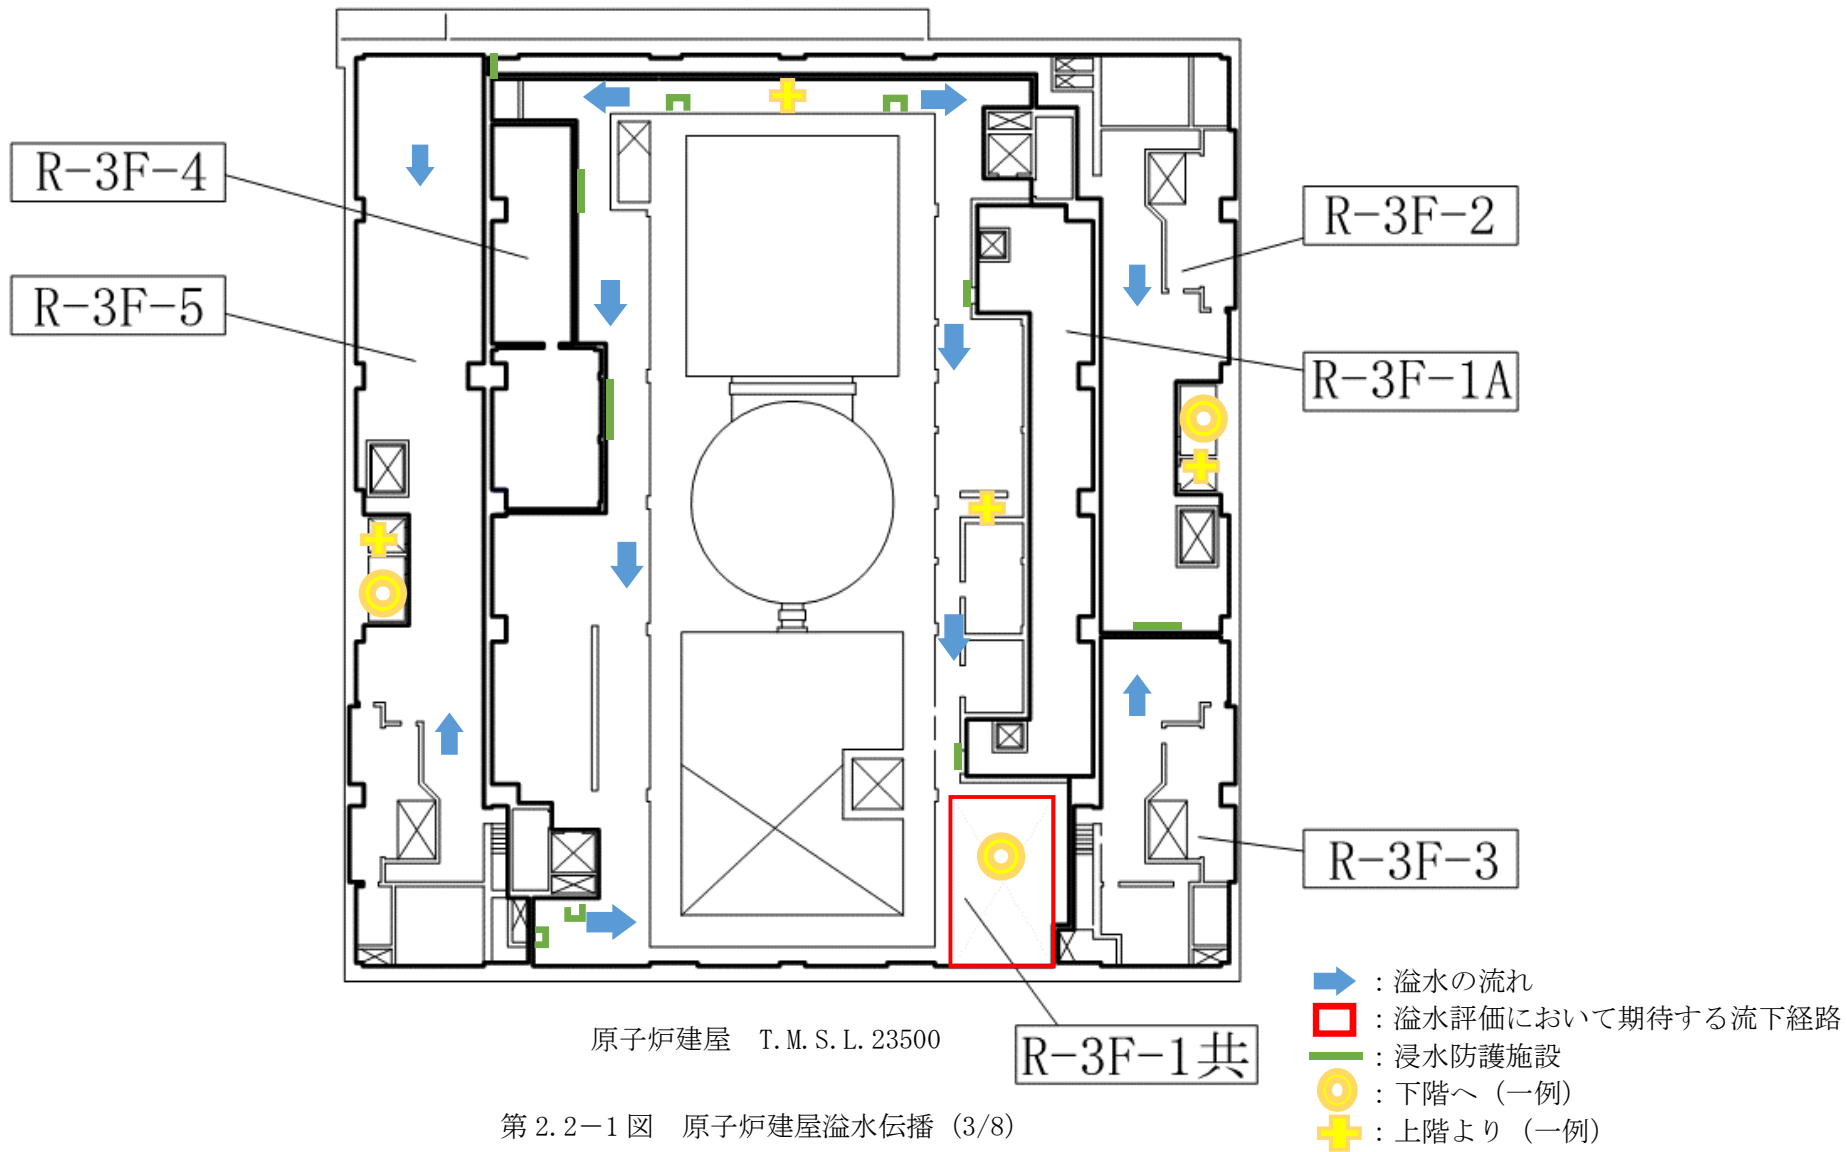 R-3F-4
R-3F-5
R-3F-2
R-3F-1A
R-3F-3
R-3F-1共
：溢水の流れ
：溢水評価において期待する流下経路
：浸水防護施設
：下階へ（一例）
：上階より（一例）
原子炉建屋　T.M.S.L.23500
第 2.2－1 図　原子炉建屋溢水伝播（3/8）